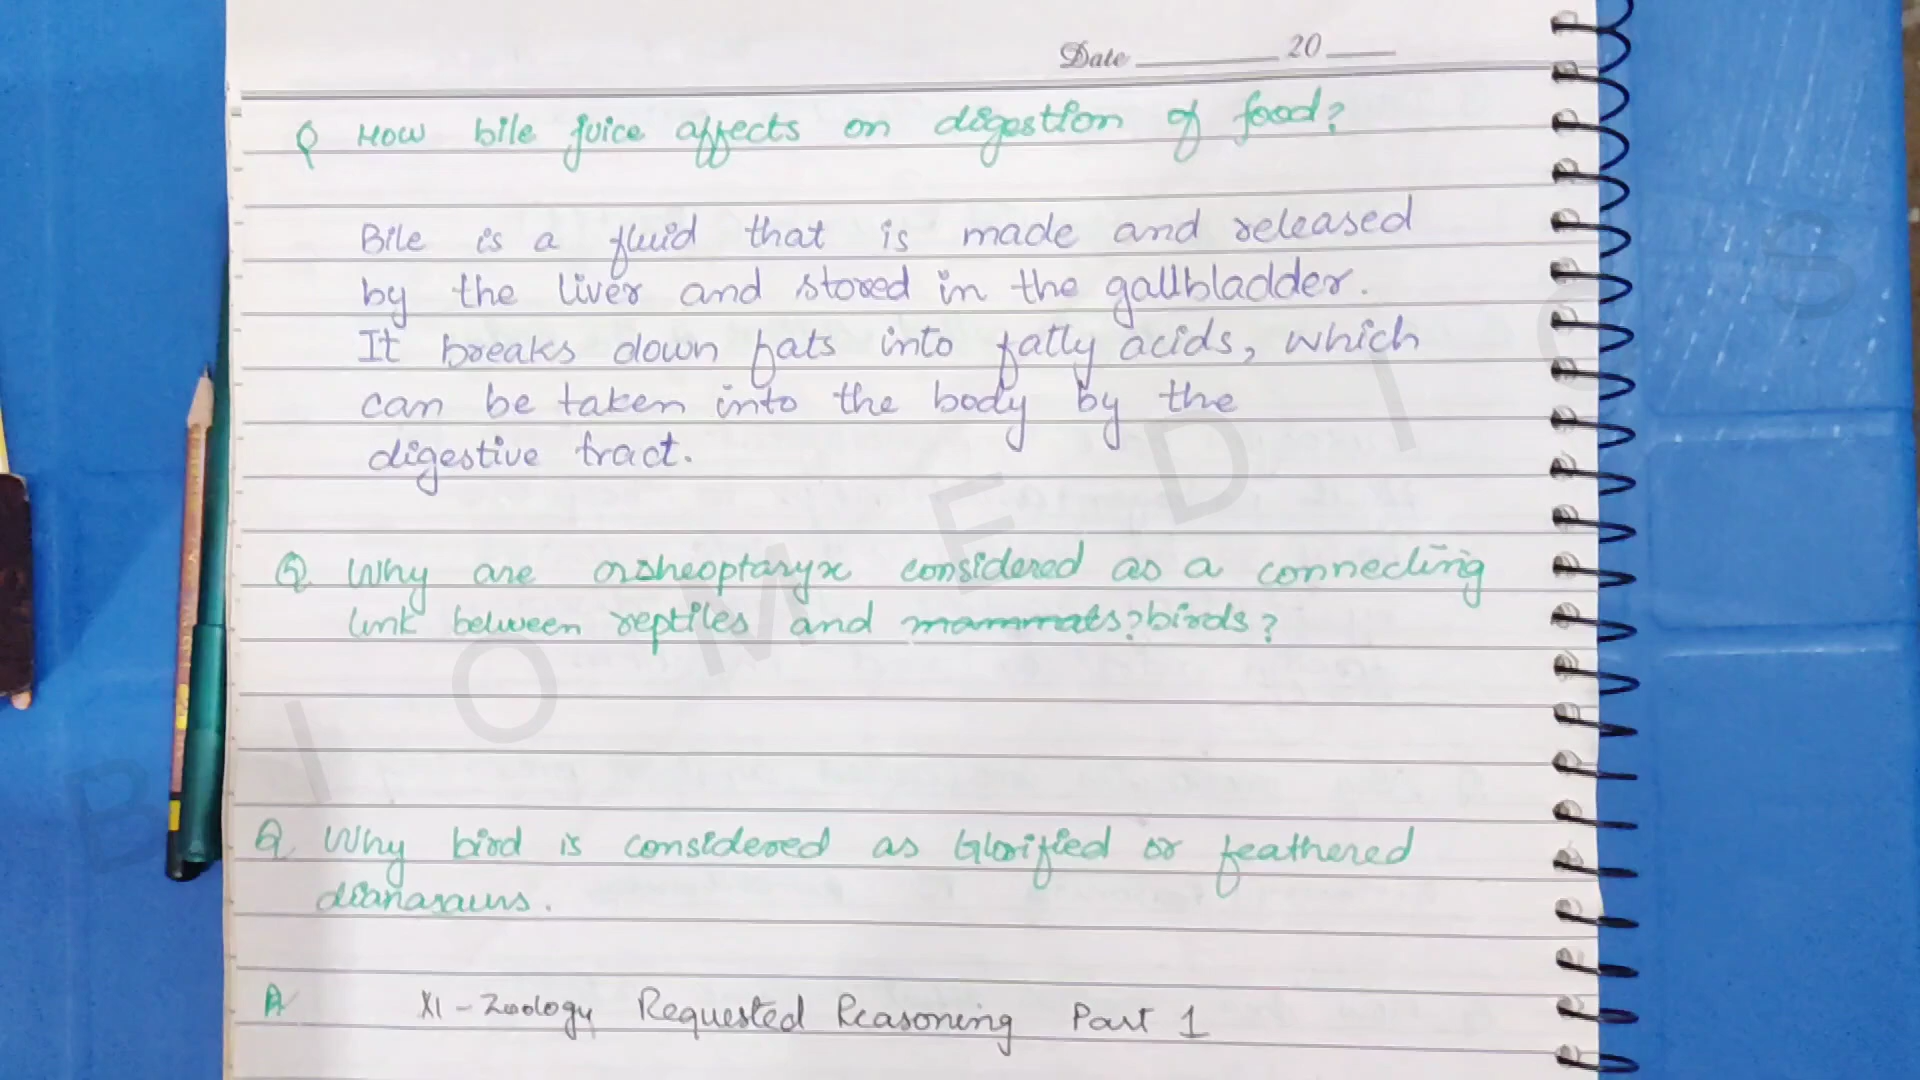 Date 20
Q How bile juice affects on digestion of food?
Bile is a fluid that is made and released
by the liver and stored in the gallbladder.
It breaks down fats into fatty acids, which
can be taken into the body by the
digestive tract.
Q. Why are orsheoptaryx considered as a connecting
link between reptiles and mammals? birds?
Q. Why bird is considered as Glorified or feathered
dianasaurs.
A XI - Zoology Requested Reasoning Part 1
BIOMEDICS